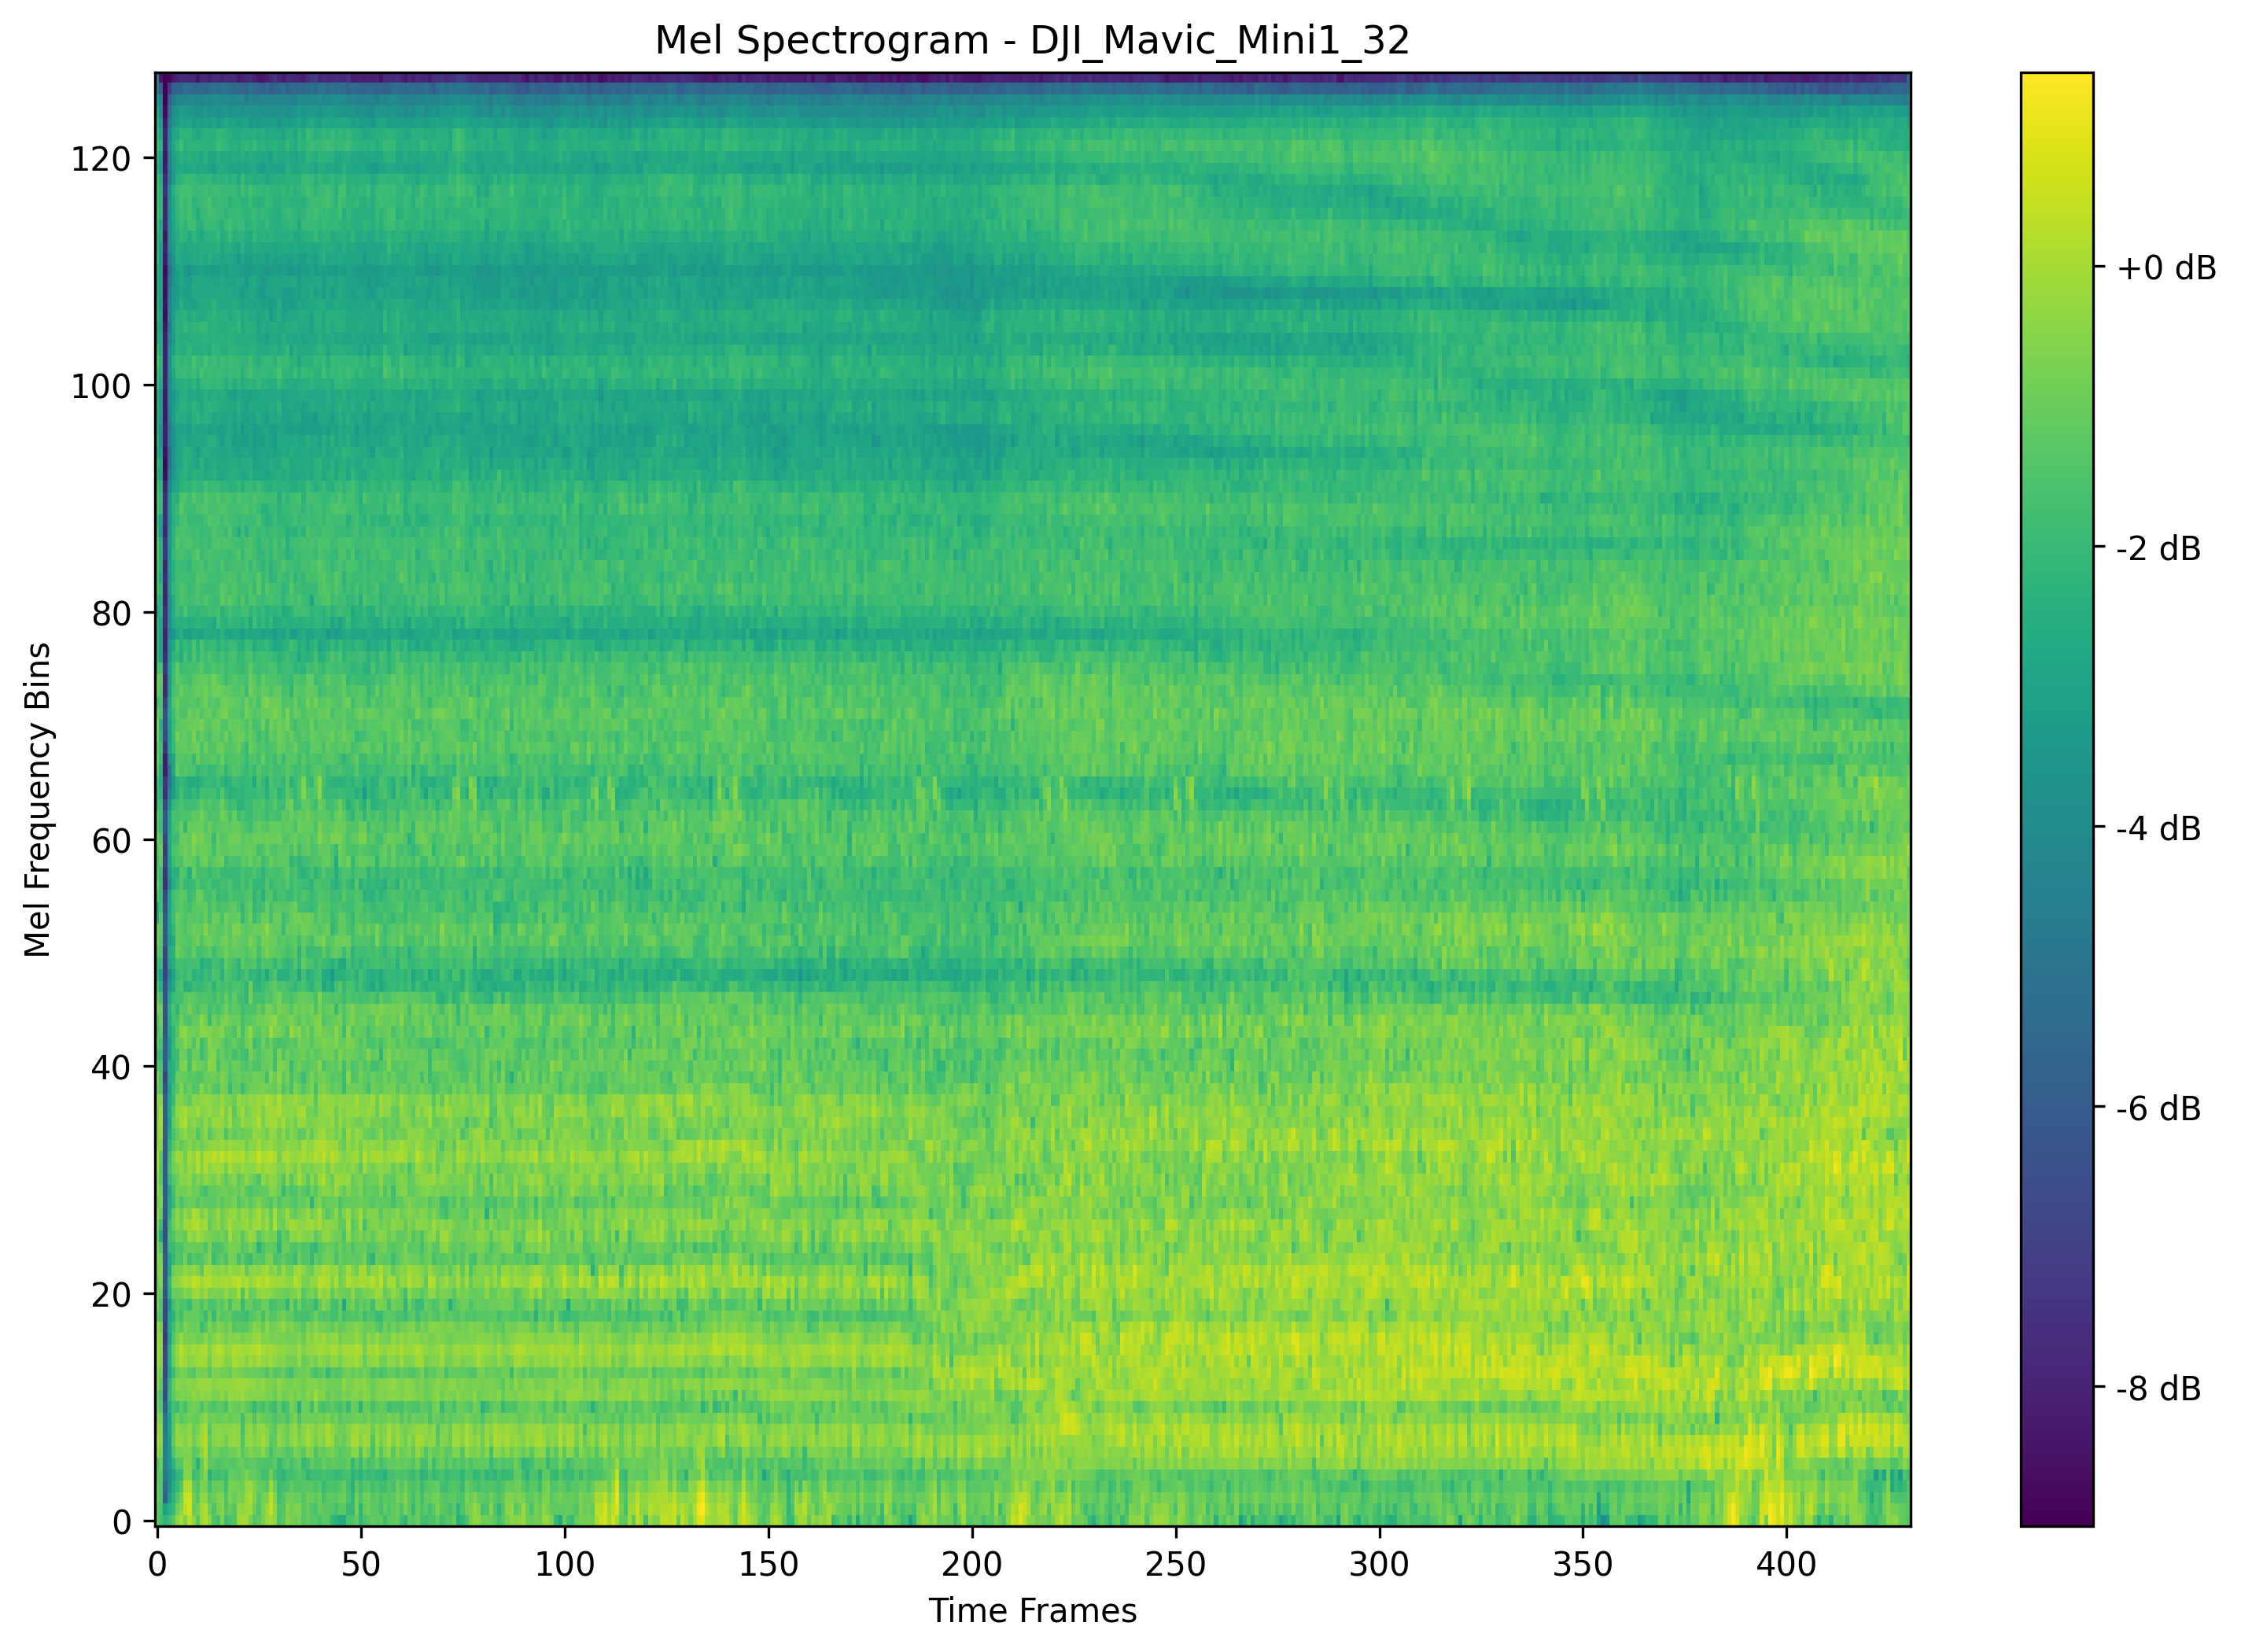 Mel Spectrogram - DJI_Mavic_Mini1_32
Mel Frequency Bins
120
100
80
60
40
20
0
0 50 100 150 200 250 300 350 400
Time Frames
+0 dB
-2 dB
-4 dB
-6 dB
-8 dB